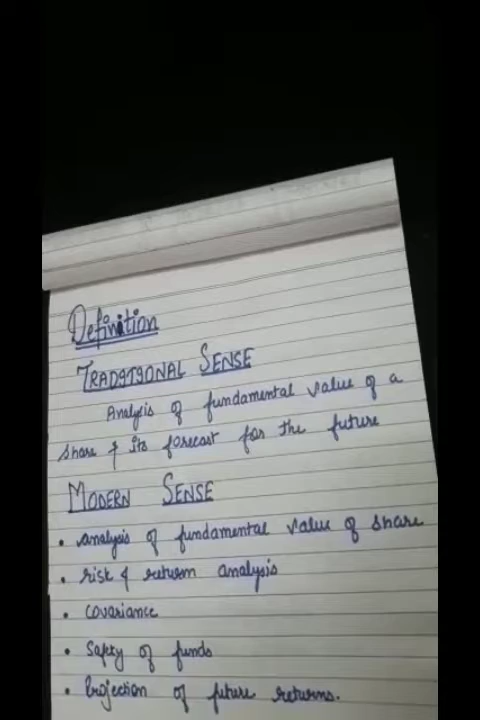 Definition
TRADITIONAL SENSE
Analysis of fundamental value of a
share & its forecast for the future
MODERN SENSE
• analysis of fundamental value of share
• risk & return analysis
• covariance
• Safety of funds
• Projection of future returns.